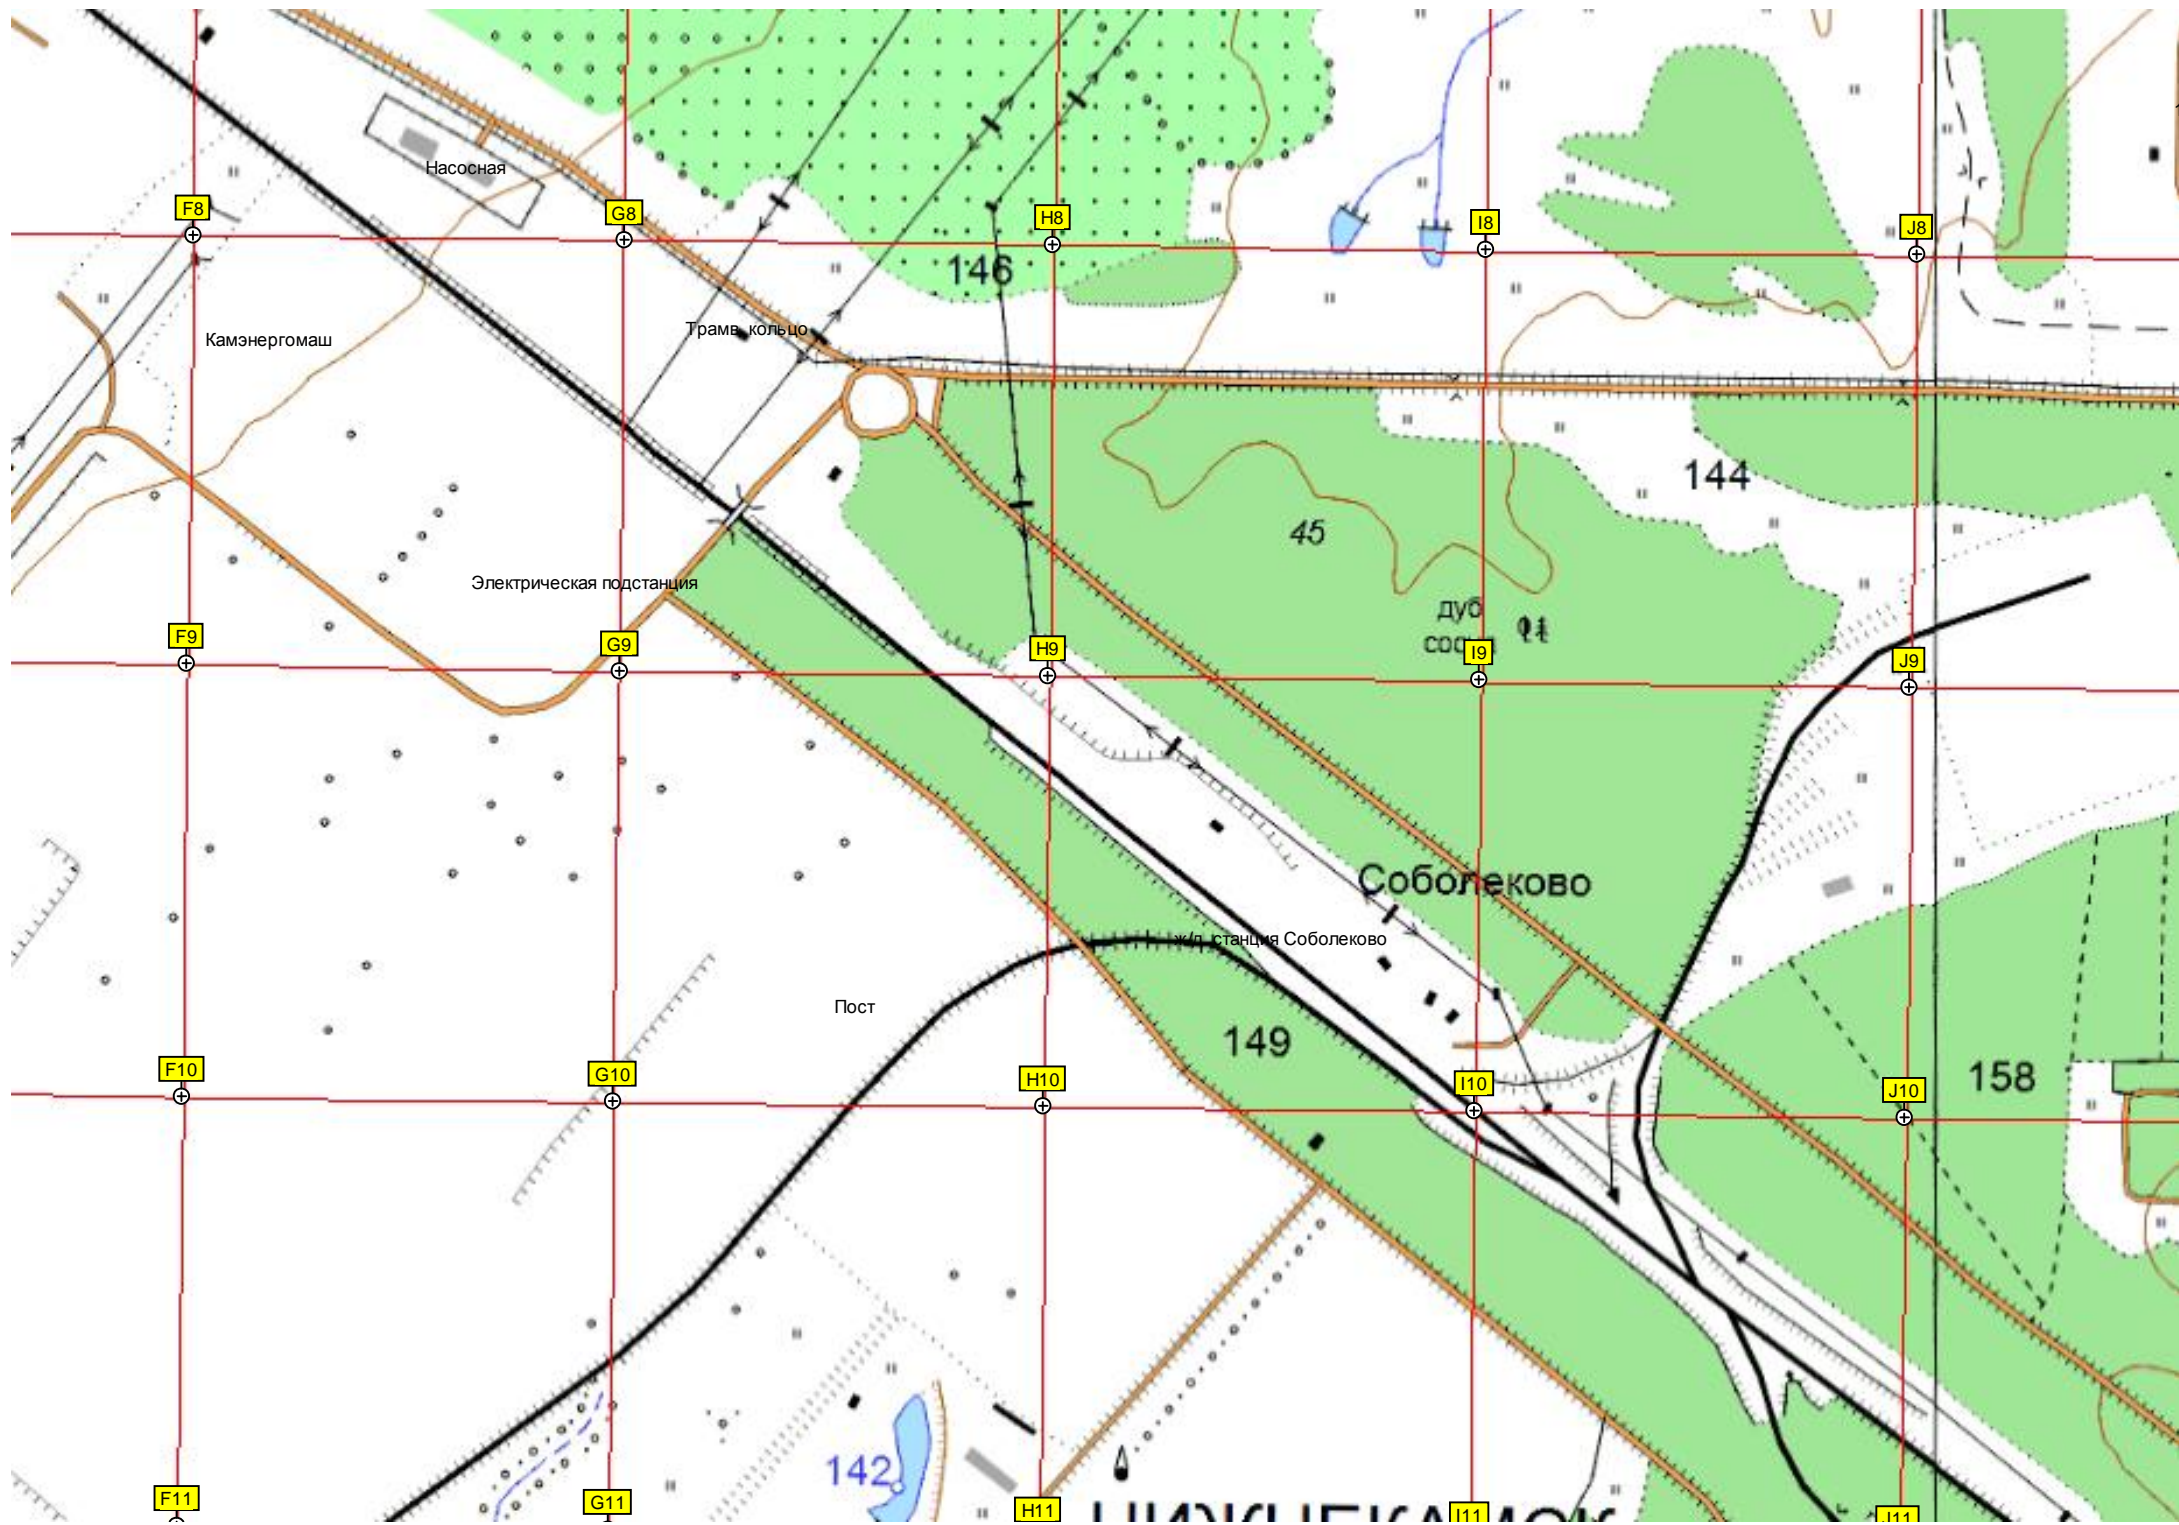 Насосная
F8
G8
H8
I8
J8
146
Трамв. кольцо
Камэнергомаш
144
45
Электрическая подстанция
дуб
F9
G9
H9
I9
J9
Соболеково
ж/д станция Соболеково
Пост
149
F10
G10
H10
I10
J10
158
142
F11
G11
H11
I11
J11
НИЖНЕКАМСК